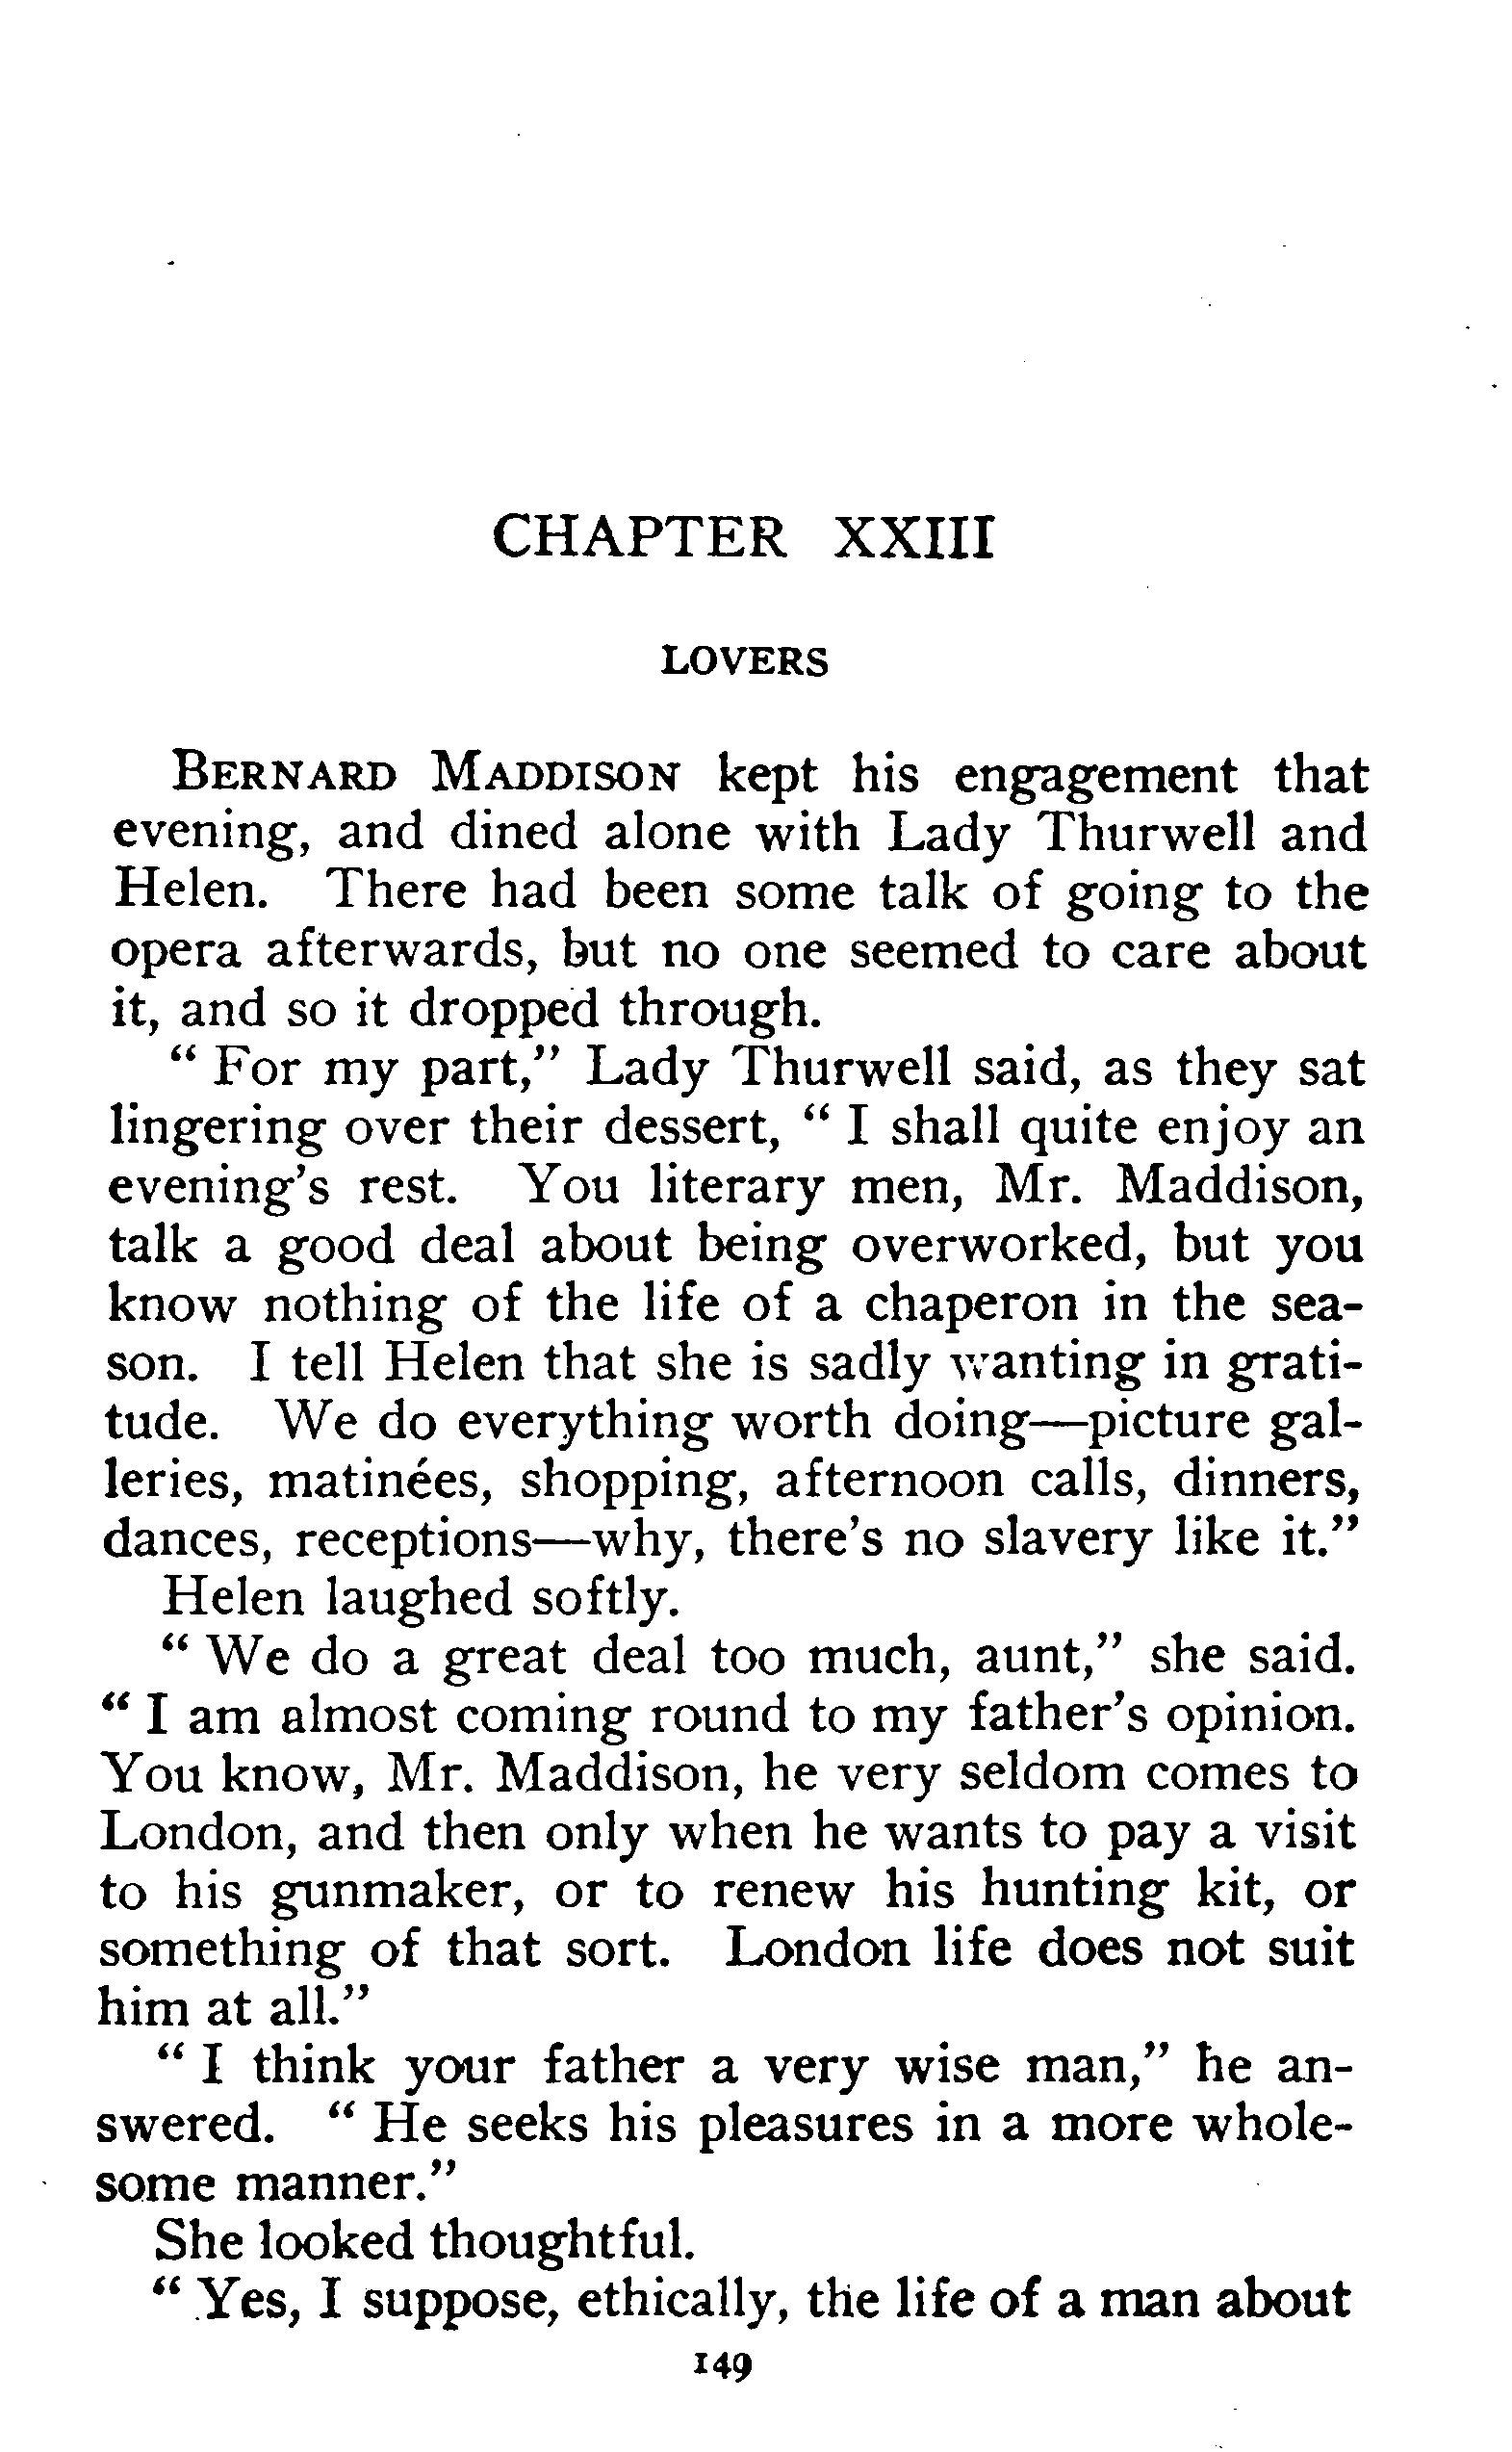 CHAPTER XXIII
LOVERS
BERNARD MADDISON kept his engagement that
evening, and dined alone with Lady Thurwell and
Helen. There had been some talk of going to the
opera afterwards, but no one seemed to care about
it, and so it dropped through.
" For my part," Lady Thurwell said, as they sat
lingering over their dessert, " I shall quite enjoy an
evening's rest. You literary men, Mr. Maddison,
talk a good deal about being overworked, but you
know nothing of the life of a chaperon in the sea-
son. I tell Helen that she is sadly wanting in grati-
tude. We do everything worth doing—picture gal-
leries, matinées, shopping, afternoon calls, dinners,
dances, receptions—why, there's no slavery like it."
Helen laughed softly.
" We do a great deal too much, aunt," she said.
" I am almost coming round to my father's opinion.
You know, Mr. Maddison, he very seldom comes to
London, and then only when he wants to pay a visit
to his gunmaker, or to renew his hunting kit, or
something of that sort. London life does not suit
him at all."
" I think your father a very wise man," he an-
swered. " He seeks his pleasures in a more whole-
some manner."
She looked thoughtful.
" Yes, I suppose, ethically, the life of a man about
149